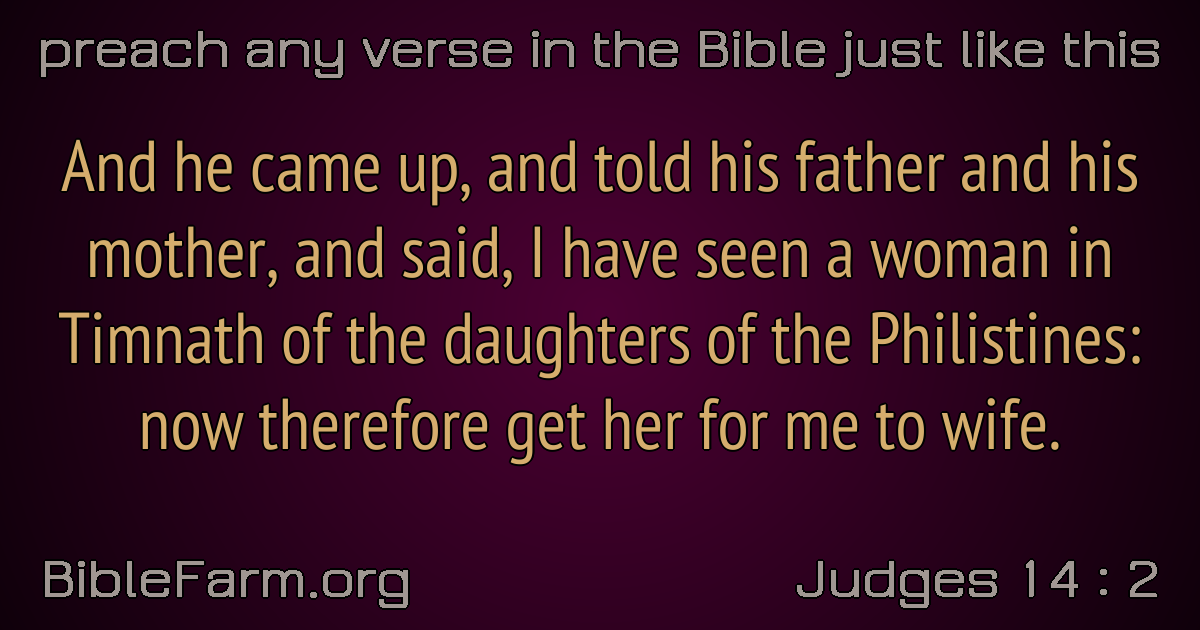 preach any verse in the Bible just like this
And he came up, and told his father and his
mother, and said, I have seen a woman in
Timnath of the daughters of the Philistines:
now therefore get her for me to wife.
BibleFarm.org
Judges 14 : 2